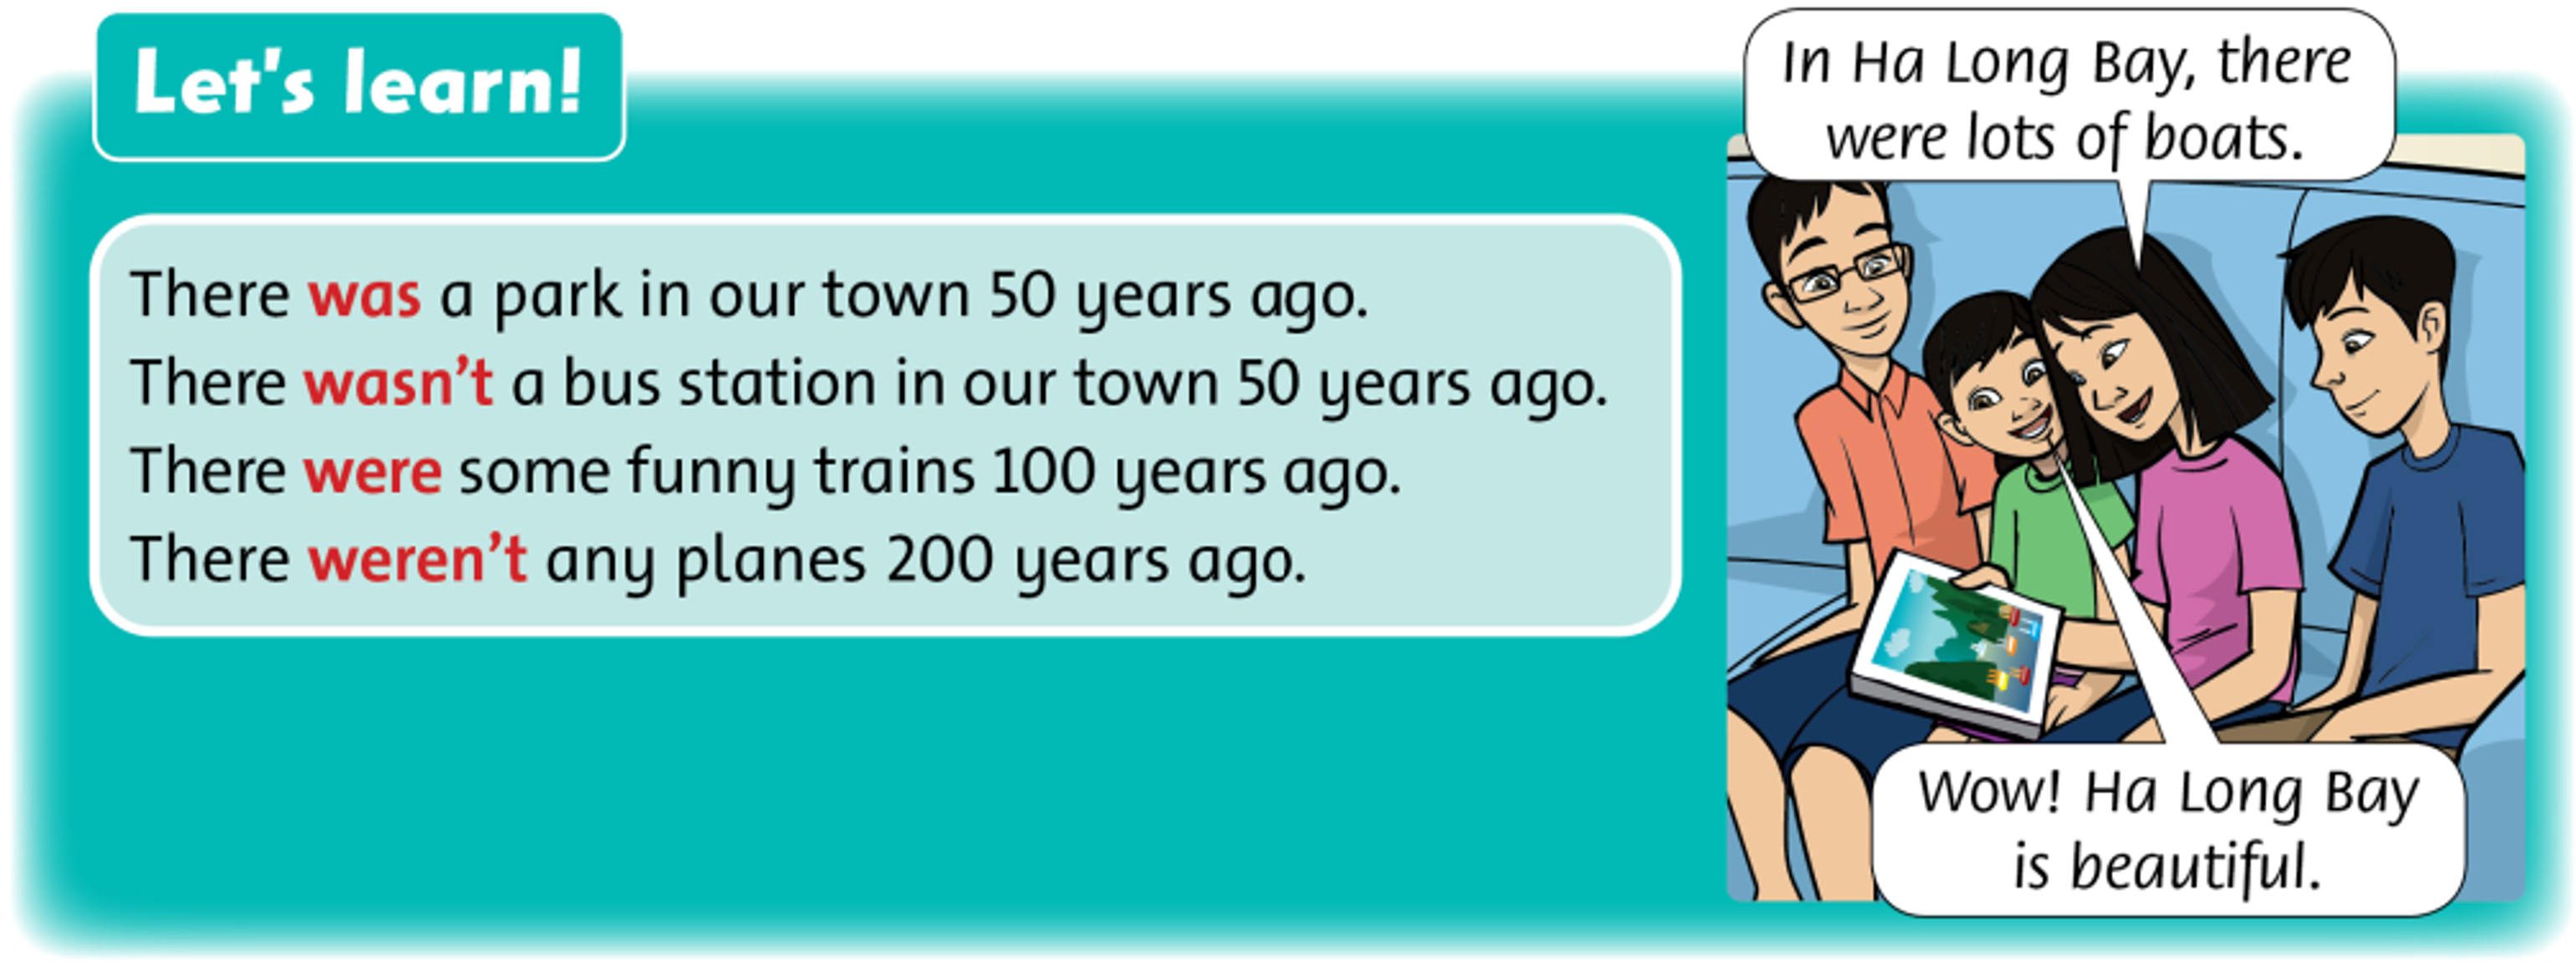 Let's learn!
There was a park in our town 50 years ago.
There wasn't a bus station in our town 50 years ago.
There were some funny trains 100 years ago.
There weren't any planes 200 years ago.
In Ha Long Bay, there
were lots of boats.
Wow! Ha Long Bay
is beautiful.